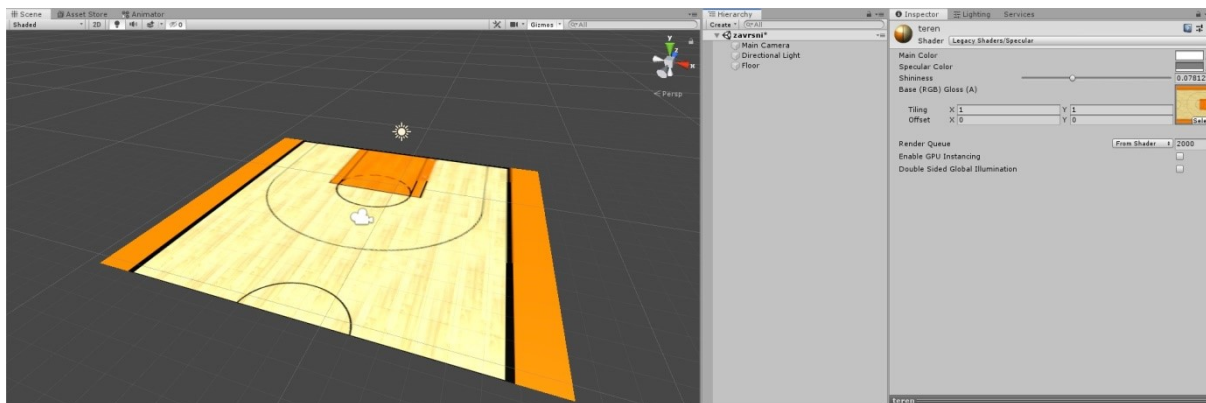 Scene Asset Store Animator
Shaded 2D 0 Gizmos All
y
z
x
Persp
Hierarchy
Create All
zavrsni*
Main Camera
Directional Light
Floor
Inspector Lighting Services
teren
Shader Legacy Shaders/Specular
Main Color
Specular Color
Shininess 0.07812
Base (RGB) Gloss (A)
Tiling X 1 Y 1
Offset X 0 Y 0
Sele
Render Queue From Shader 2000
Enable GPU Instancing
Double Sided Global Illumination
teren